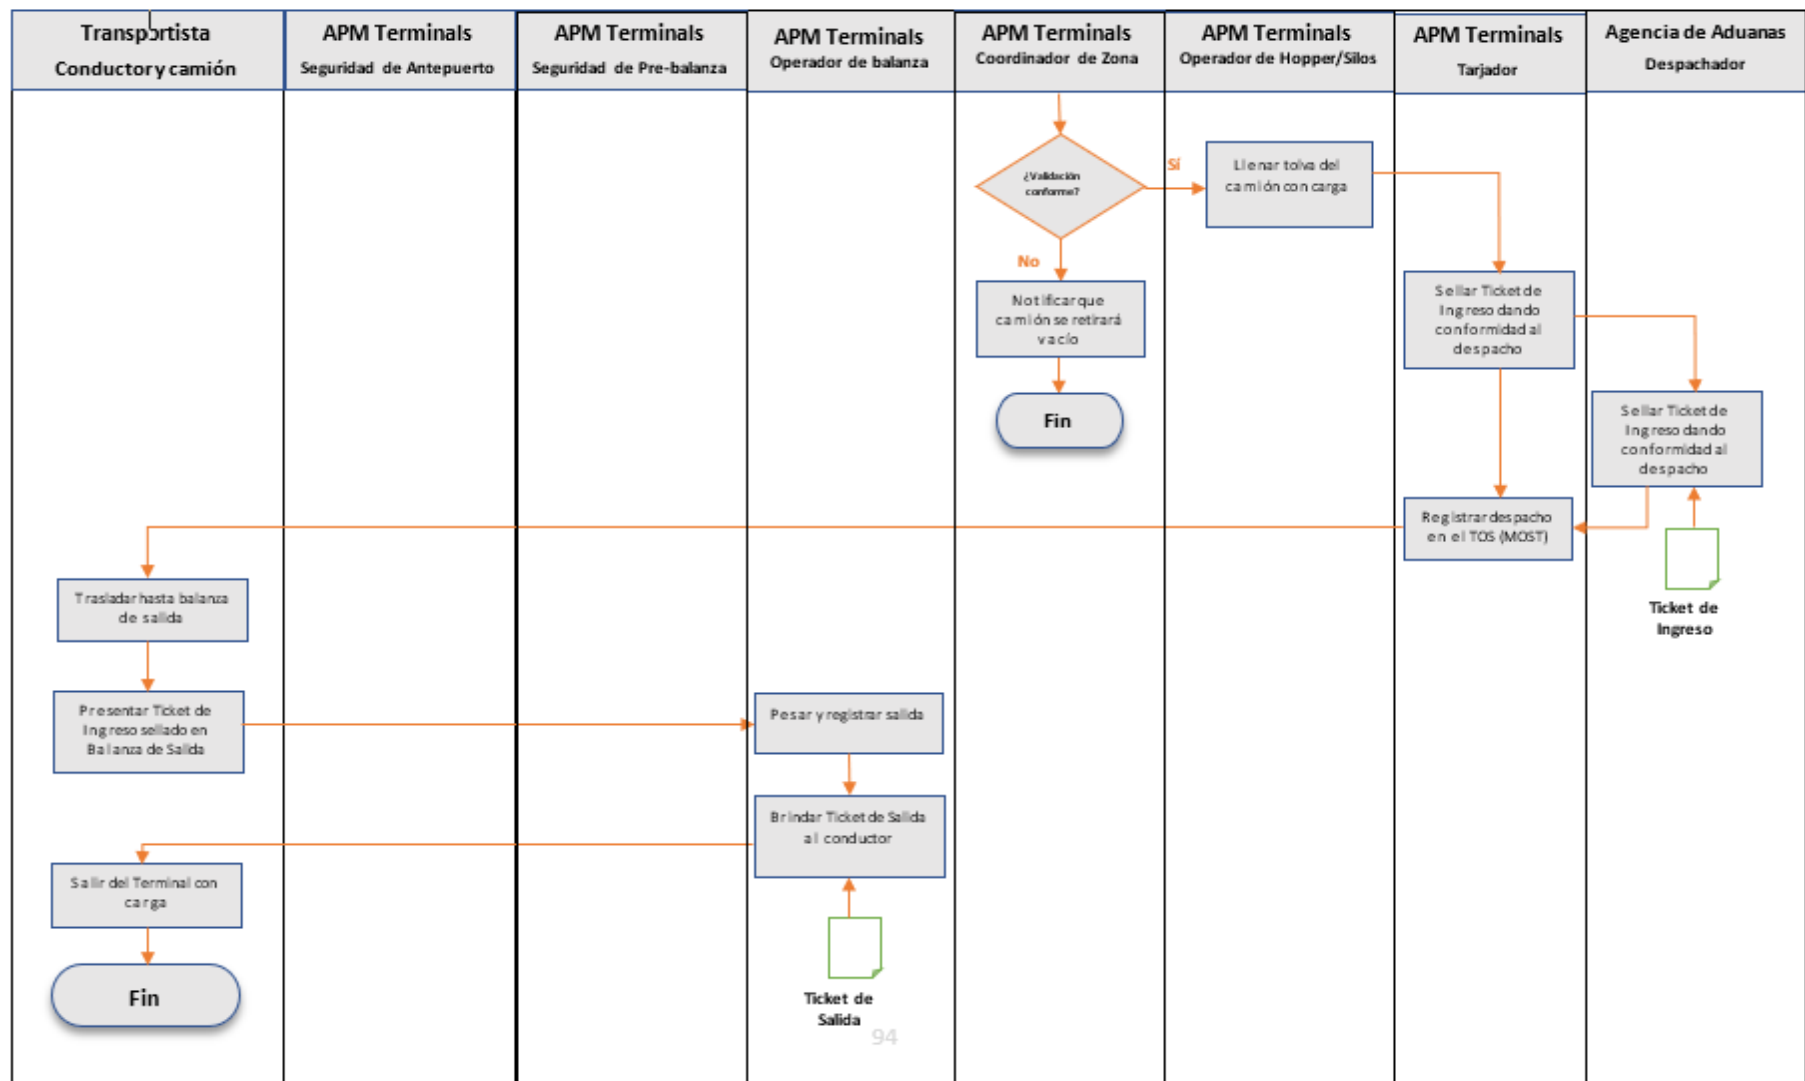 Transportista
Conductor y camión
APM Terminals
Seguridad de Antepuerto
APM Terminals
Seguridad de Pre-balanza
APM Terminals
Operador de balanza
APM Terminals
Coordinador de Zona
APM Terminals
Operador de Hopper/Silos
APM Terminals
Tarjador
Agencia de Aduanas
Despachador
¿Validación
conforme?
Sí
Llenar tolva del
camión con carga
No
Notificar que
camión se retirará
vacío
Fin
Sellar Ticket de
Ingreso dando
conformidad al
despacho
Sellar Ticket de
Ingreso dando
conformidad al
despacho
Registrar despacho
en el TOS (MOST)
Ticket de
Ingreso
Trasladar hasta balanza
de salida
Presentar Ticket de
Ingreso sellado en
Balanza de Salida
Pesar y registrar salida
Brindar Ticket de Salida
al conductor
Ticket de
Salida
Salir del Terminal con
carga
Fin
94